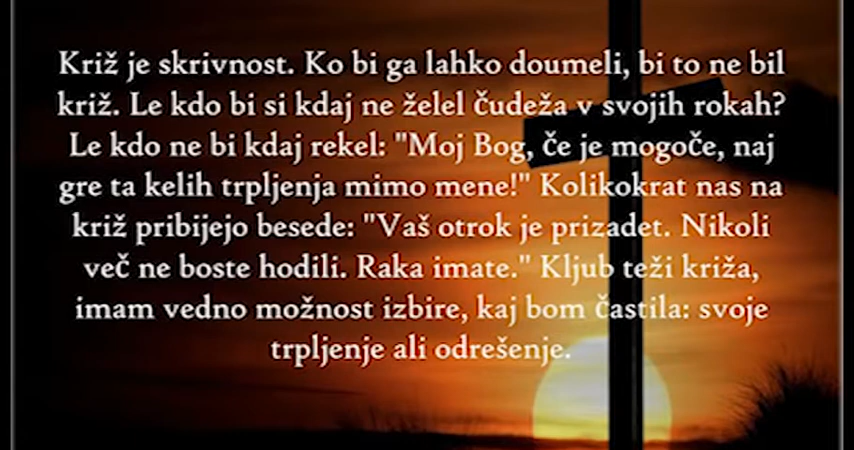 Križ je skrivnost. Ko bi ga lahko doumeli, bi to ne bil
križ. Le kdo bi si kdaj ne želel čudeža v svojih rokah?
Le kdo ne bi kdaj rekel: "Moj Bog, če je mogoče, naj
gre ta kelih trpljenja mimo mene!" Kolikokrat nas na
križ pribijejo besede: "Vaš otrok je prizadet. Nikoli
več ne boste hodili. Raka imate." Kljub teži križa,
imam vedno možnost izbire, kaj bom častila: svoje
trpljenje ali odrešenje.